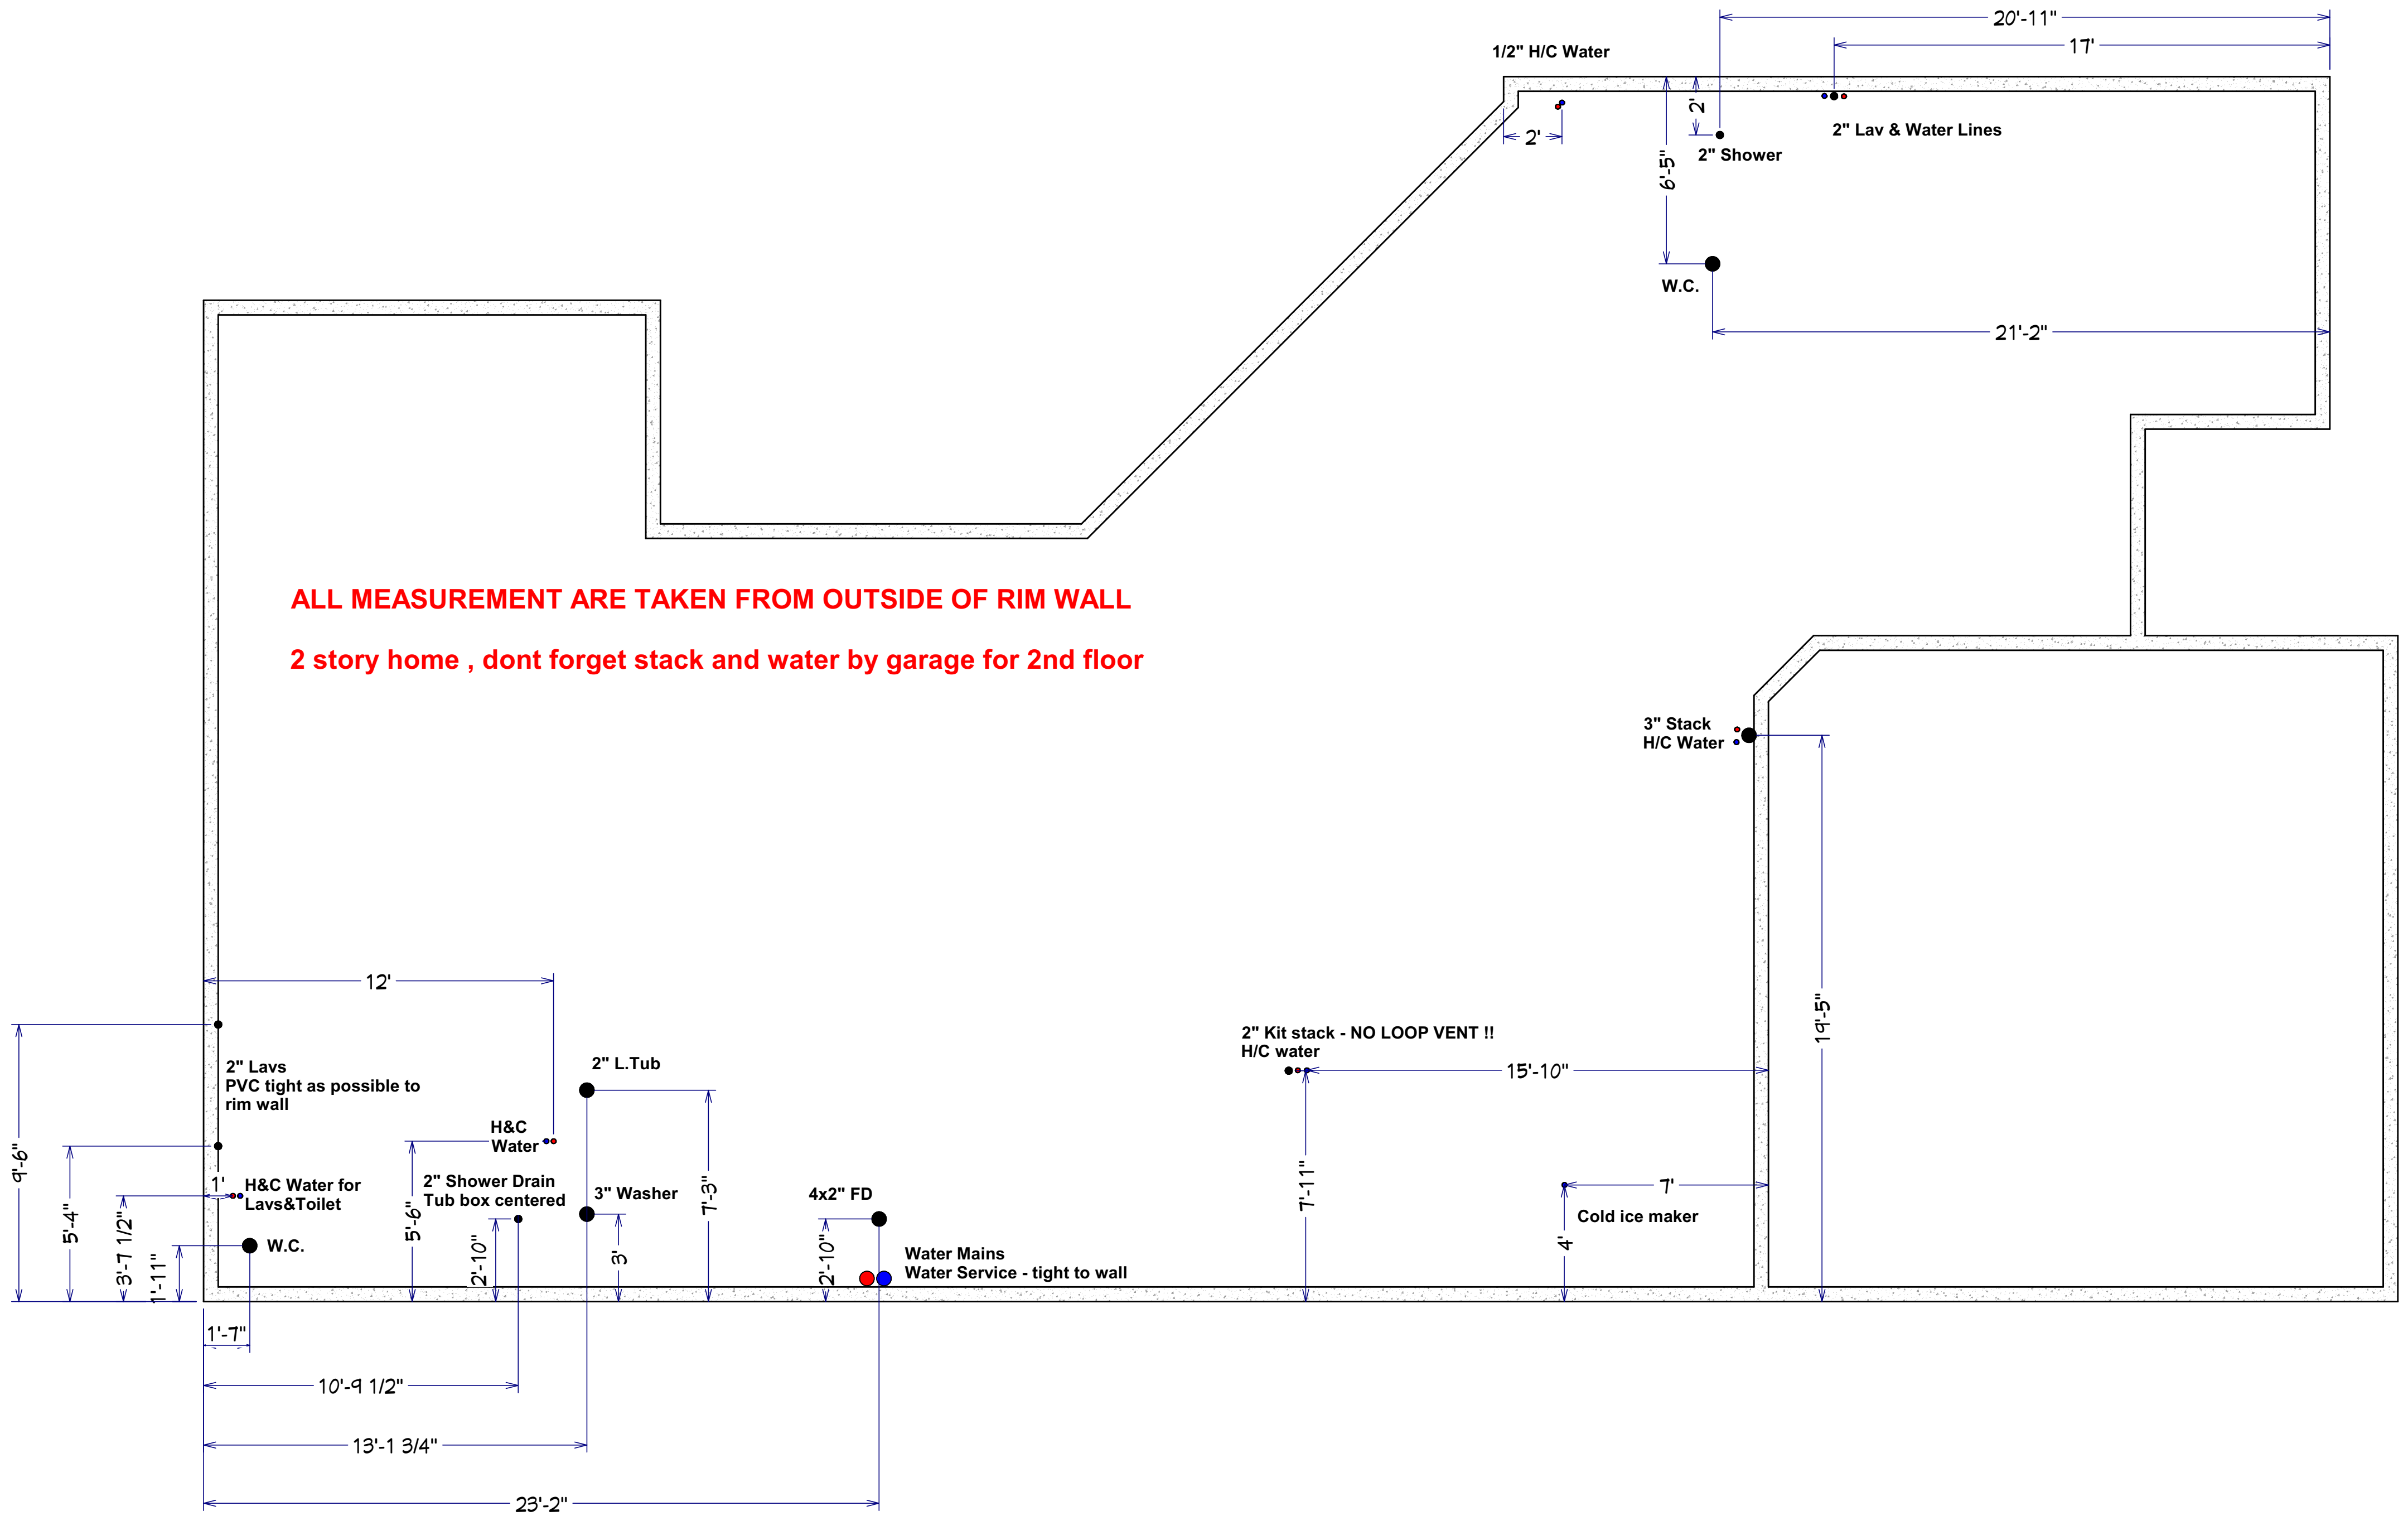 20'-11"
17'
1/2" H/C Water
2'
2'
6'-5"
2" Lav & Water Lines
2" Shower
W.C.
21'-2"
ALL MEASUREMENT ARE TAKEN FROM OUTSIDE OF RIM WALL
2 story home , dont forget stack and water by garage for 2nd floor
3" Stack
H/C Water
19'-5"
12'
2" Lavs
PVC tight as possible to
rim wall
9'-6"
5'-4"
3'-7 1/2"
1'-11"
1'
H&C Water for
Lavs&Toilet
W.C.
H&C
Water
5'-6"
2" Shower Drain
Tub box centered
2'-10"
2" L.Tub
3" Washer
3'
7'-3"
4x2" FD
2'-10"
Water Mains
Water Service - tight to wall
2" Kit stack - NO LOOP VENT !!
H/C water
15'-10"
7'-11"
7'
Cold ice maker
4'
1'-7"
10'-9 1/2"
13'-1 3/4"
23'-2"